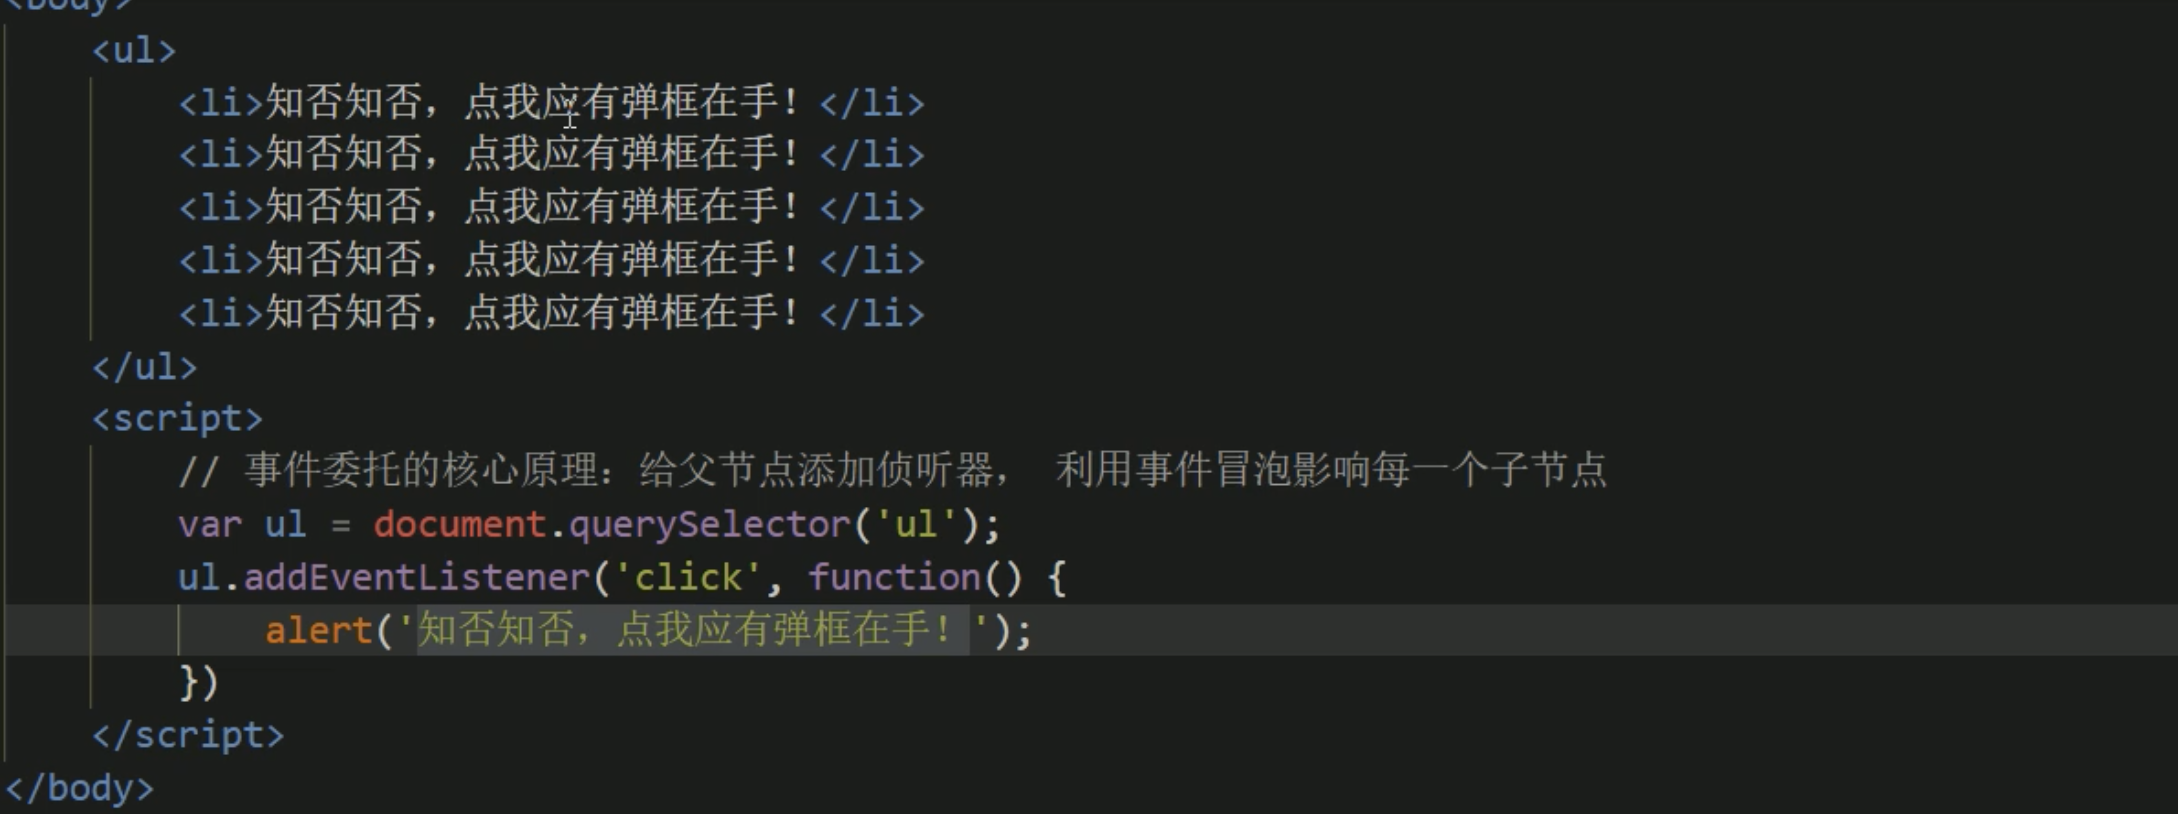 <body>
<ul>
<li>知否知否，点我应有弹框在手！</li>
<li>知否知否，点我应有弹框在手！</li>
<li>知否知否，点我应有弹框在手！</li>
<li>知否知否，点我应有弹框在手！</li>
<li>知否知否，点我应有弹框在手！</li>
</ul>
<script>
// 事件委托的核心原理：给父节点添加侦听器， 利用事件冒泡影响每一个子节点
var ul = document.querySelector('ul');
ul.addEventListener('click', function() {
alert('知否知否，点我应有弹框在手！');
})
</script>
</body>